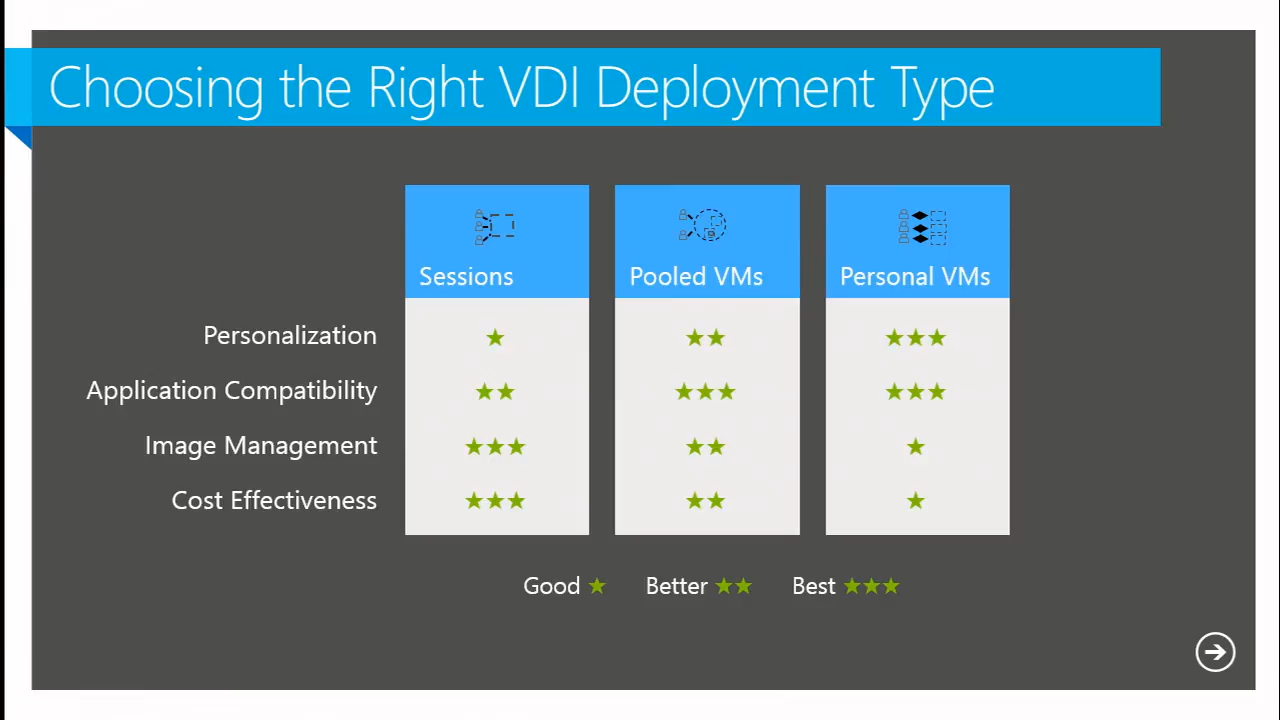 Choosing the Right VDI Deployment Type
Sessions Pooled VMs Personal VMs
Personalization ★ ★★ ★★★
Application Compatibility ★★ ★★★ ★★★
Image Management ★★★ ★★ ★
Cost Effectiveness ★★★ ★★ ★
Good ★ Better ★★ Best ★★★